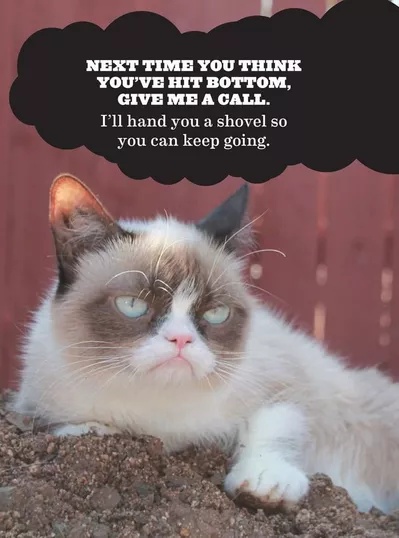 NEXT TIME YOU THINK
YOU'VE HIT BOTTOM,
GIVE ME A CALL.
I'll hand you a shovel so
you can keep going.